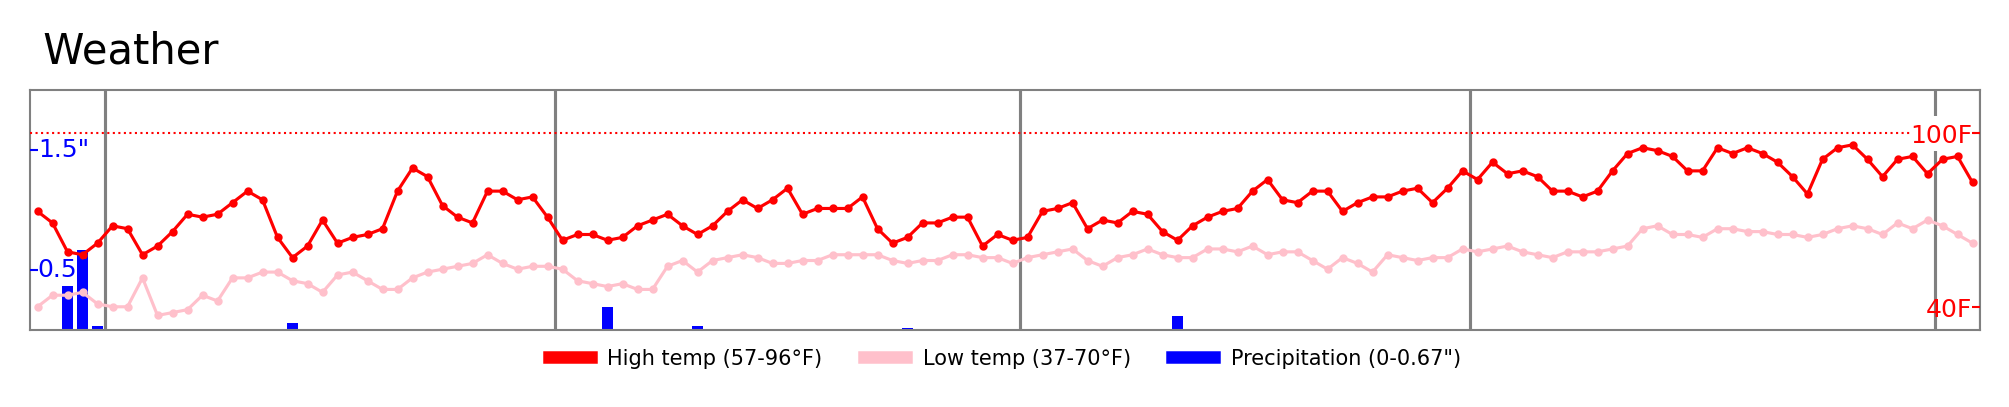 Weather
1.5"
100F
0.5
40F
High temp (57-96°F) Low temp (37-70°F) Precipitation (0-0.67")